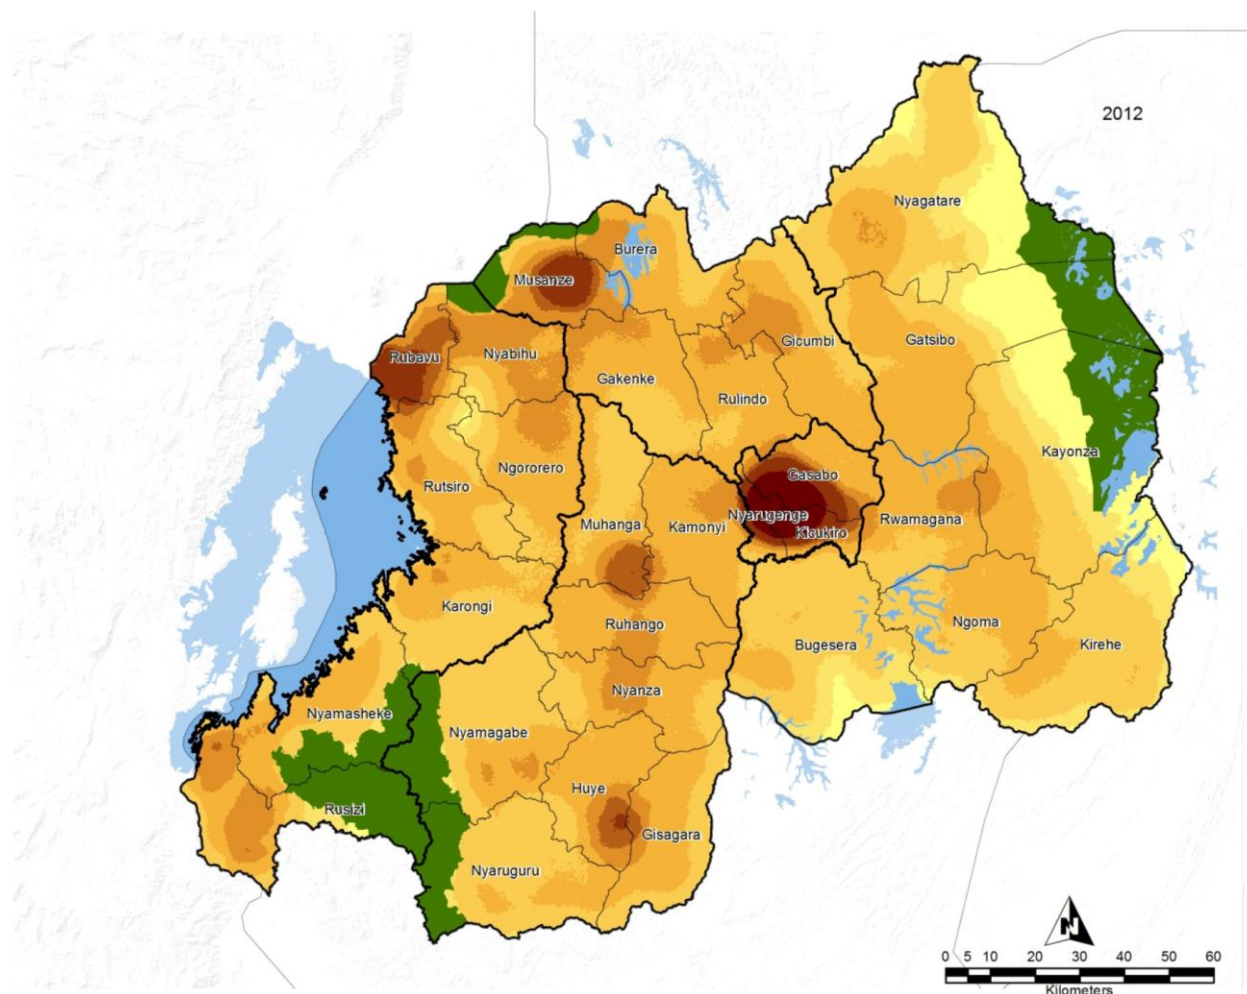 2012
Nyagatare
Burera
Musanze
Gicumbi
Gatsibo
Rubavu
Nyabihu
Gakenke
Rulindo
Kayonza
Ngororero
Gasabo
Rutsiro
Nyarugenge
Muhanga
Kamonyi
Kicukiro
Rwamagana
Karongi
Ruhango
Ngoma
Bugesera
Kirehe
Nyanza
Nyamasheke
Nyamagabe
Huye
Rusizi
Gisagara
Nyaruguru
N
0 5 10 20 30 40 50 60
Kilometers